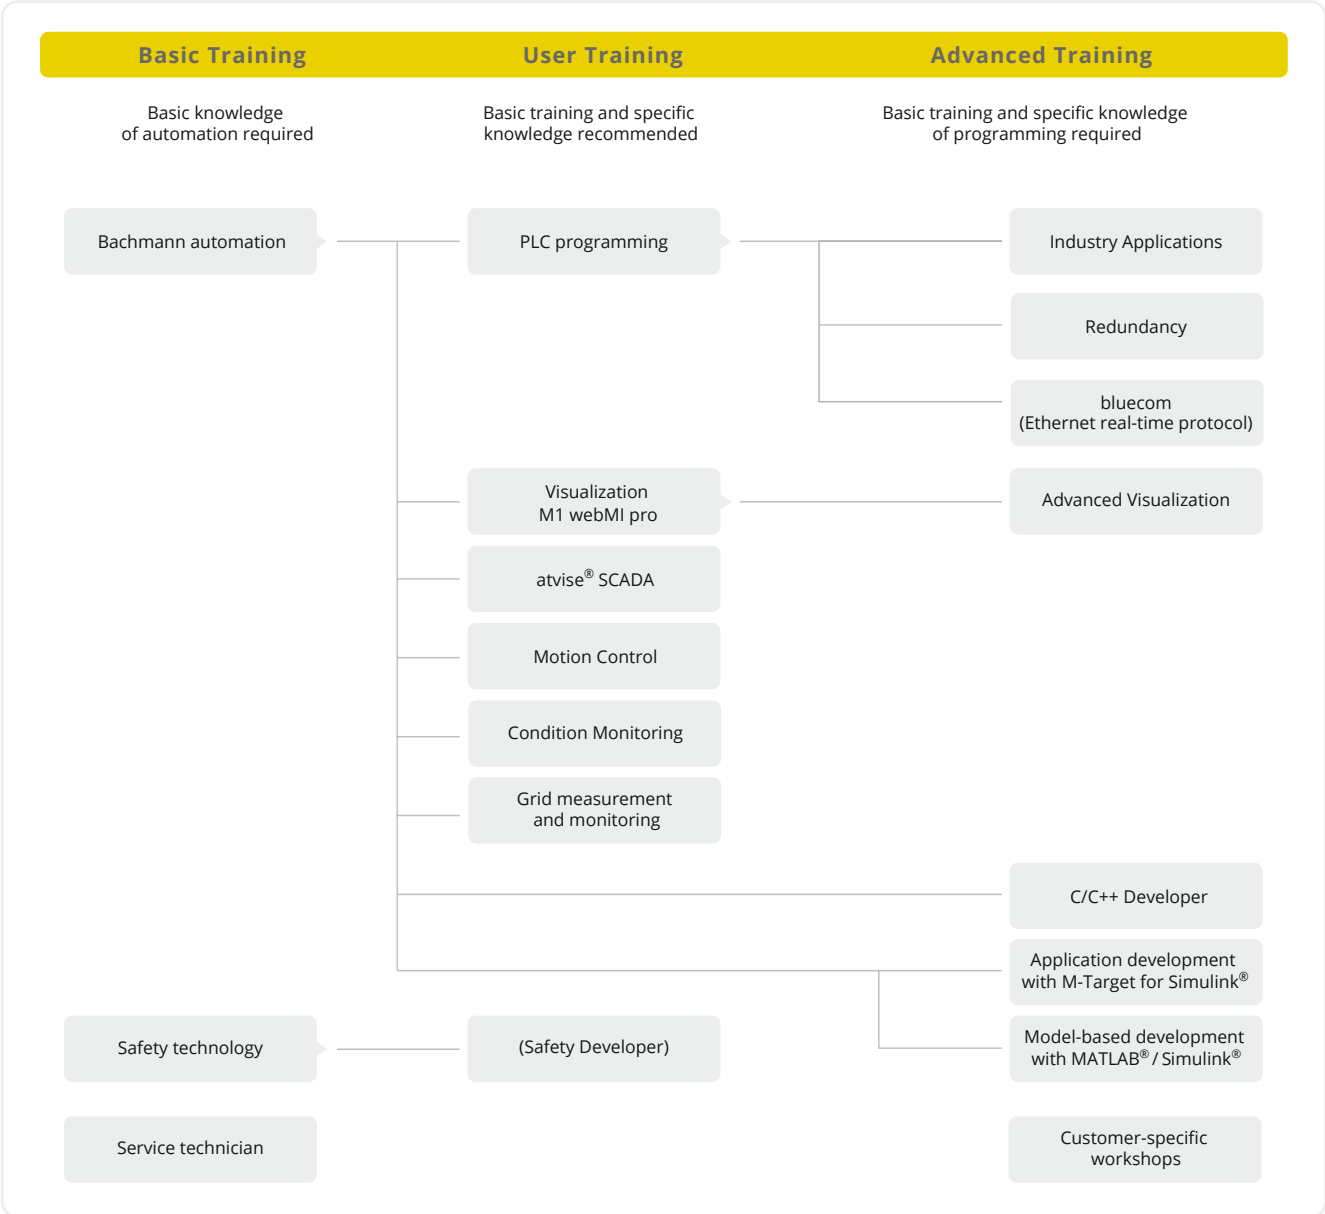 Basic Training
User Training
Advanced Training
Basic knowledge
of automation required
Basic training and specific
knowledge recommended
Basic training and specific knowledge
of programming required
Bachmann automation
PLC programming
Industry Applications
Redundancy
bluecom
(Ethernet real-time protocol)
Visualization
M1 webMI pro
Advanced Visualization
atvise® SCADA
Motion Control
Condition Monitoring
Grid measurement
and monitoring
C/C++ Developer
Application development
with M-Target for Simulink®
Safety technology
(Safety Developer)
Model-based development
with MATLAB® / Simulink®
Service technician
Customer-specific
workshops